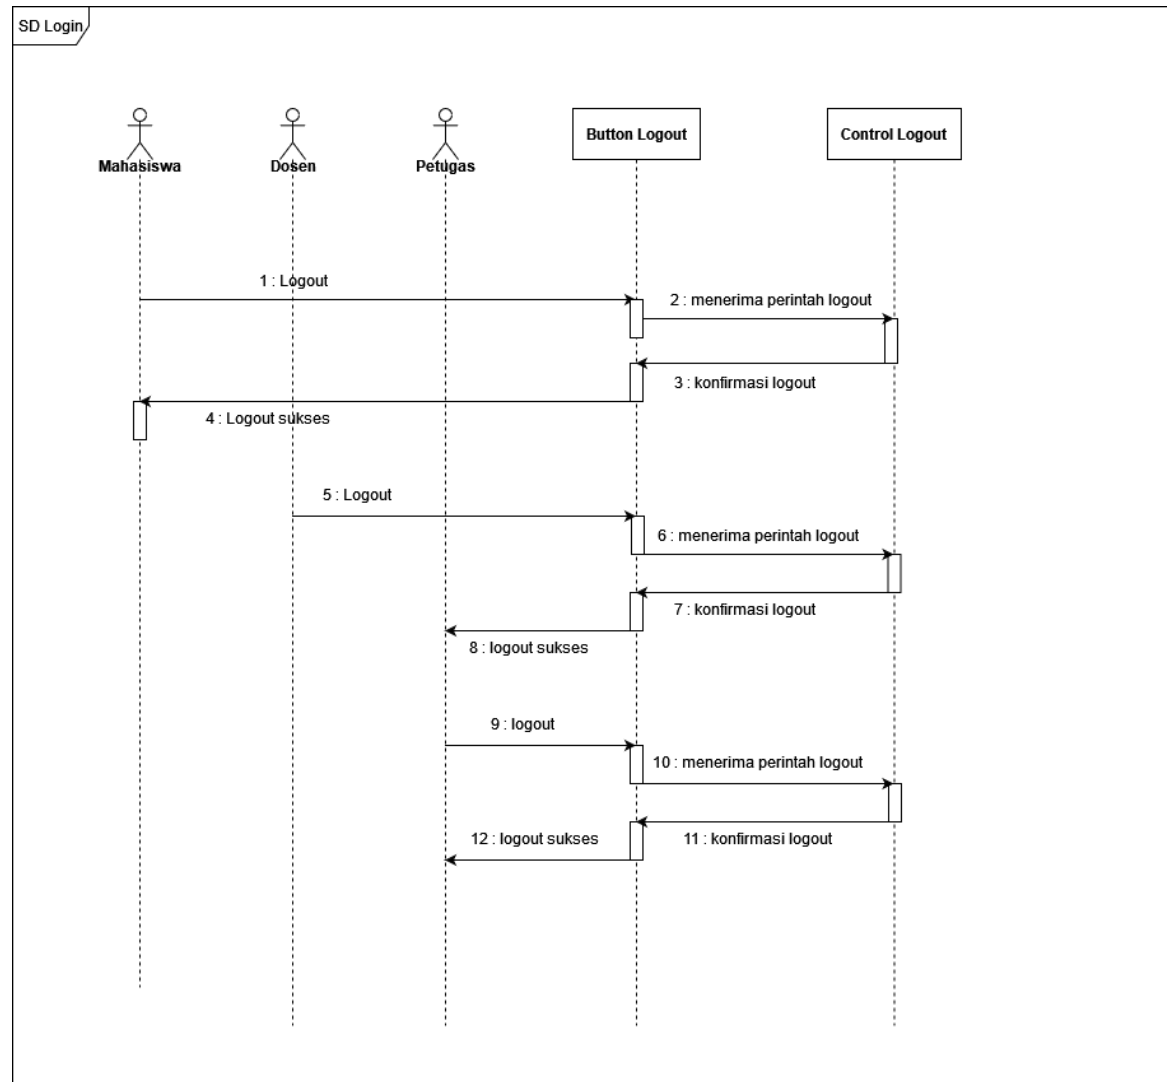 SD Login
Mahasiswa
Dosen
Petugas
Button Logout
Control Logout
1 : Logout
2 : menerima perintah logout
3 : konfirmasi logout
4 : Logout sukses
5 : Logout
6 : menerima perintah logout
7 : konfirmasi logout
8 : logout sukses
9 : logout
10 : menerima perintah logout
12 : logout sukses
11 : konfirmasi logout